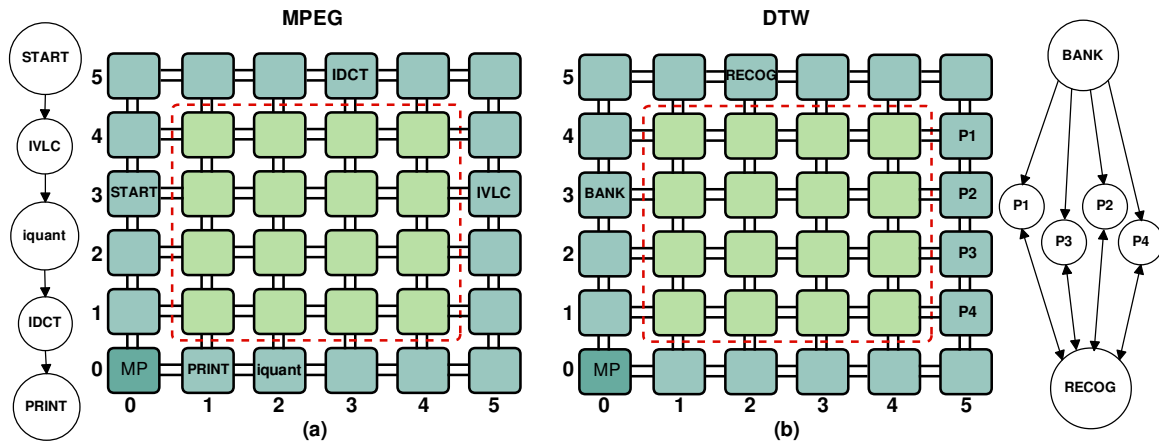 MPEG
START
IVLC
iquant
IDCT
PRINT
5 IDCT
4
3 START IVLC
2
1
0 MP PRINT iquant
0 1 2 3 4 5
(a)
DTW
5 RECOG
4 P1
3 BANK P2
2 P3
1 P4
0 MP
0 1 2 3 4 5
(b)
BANK
P1 P2
P3 P4
RECOG